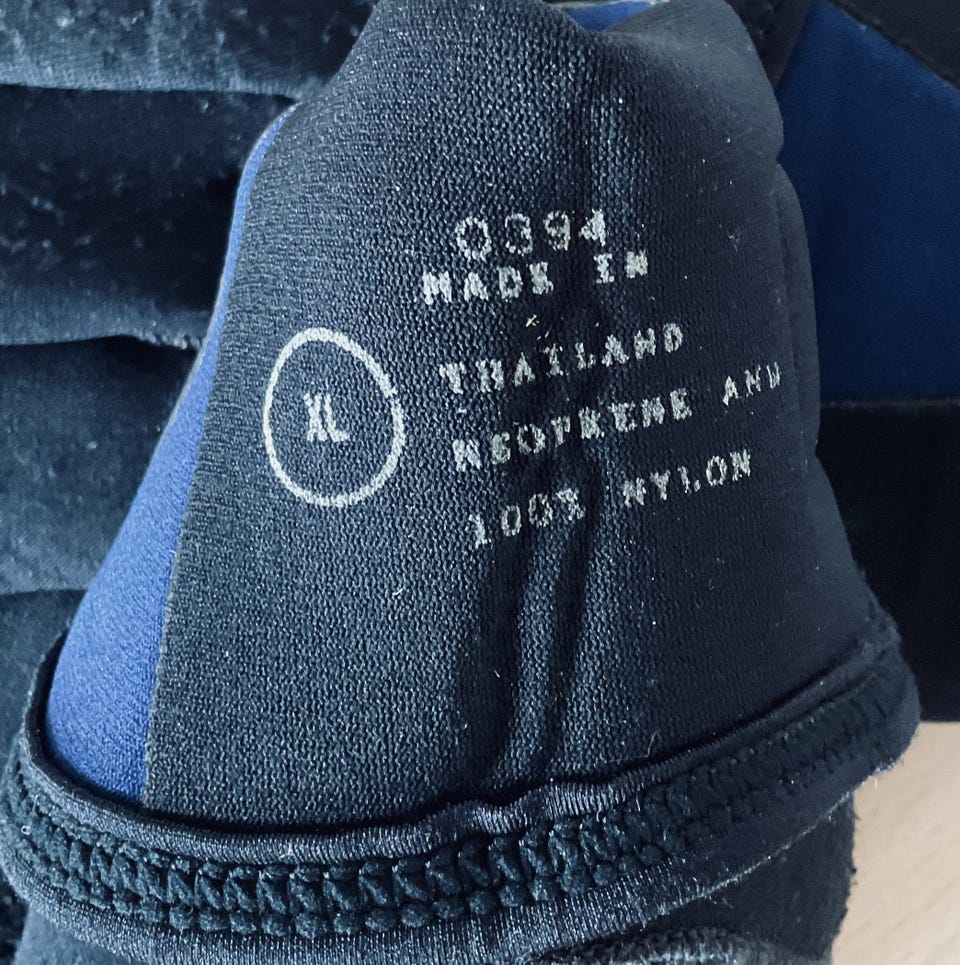 0394
MADE IN
THAILAND
XL
NEOPRENE AND
100% NYLON